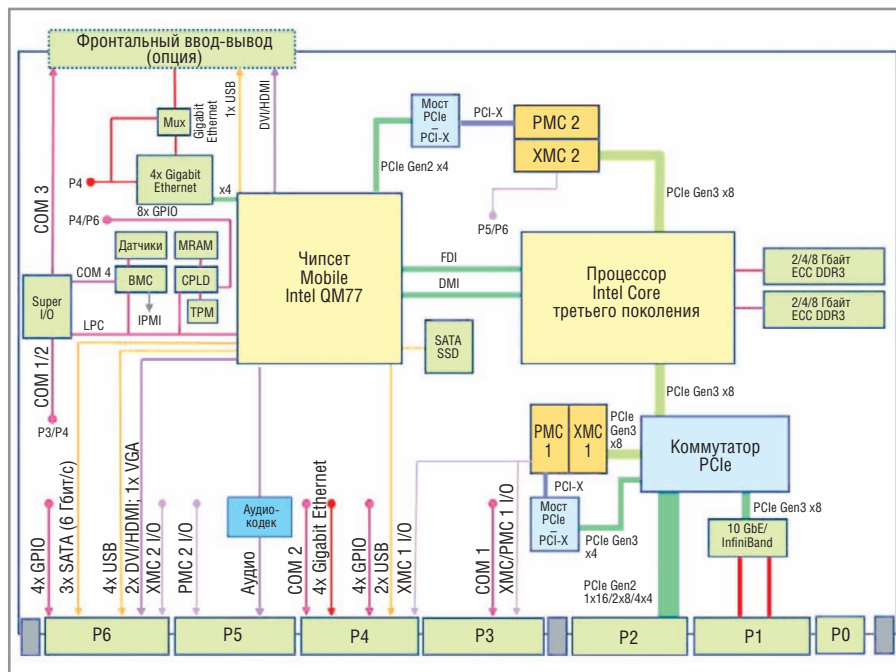 Фронтальный ввод-вывод
(опция)
COM 3
Mux
Gigabit
Ethernet
1x USB
DVI/HDMI
P4
4x Gigabit
Ethernet
x4
8x GPIO
P4/P6
Датчики
MRAM
COM 4
BMC
CPLD
IPMI
TPM
Super
I/O
LPC
COM 1/2
P3/P4
Чипсет
Mobile
Intel QM77
Мост
PCIe
–
PCI-X
PCI-X
PMC 2
XMC 2
PCIe Gen2 x4
P5/P6
PCIe Gen3 x8
FDI
DMI
Процессор
Intel Core
третьего поколения
2/4/8 Гбайт
ECC DDR3
2/4/8 Гбайт
ECC DDR3
SATA
SSD
PCIe Gen3 x8
PMC
1
XMC
1
PCIe
Gen3
x8
Коммутатор
PCIe
PCI-X
Мост
PCIe
–
PCI-X
PCIe Gen3
x4
PCIe Gen3 x8
10 GbE/
InfiniBand
PCIe Gen2
1x16/2x8/4x4
4x GPIO
3x SATA (6 Гбит/с)
4x USB
2x DVI/HDMI; 1x VGA
XMC 2 I/O
PMC 2 I/O
Аудио-
кодек
Аудио
COM 2
4x Gigabit Ethernet
4x GPIO
2x USB
XMC 1 I/O
COM 1
XMC/PMC 1 I/O
P6
P5
P4
P3
P2
P1
P0